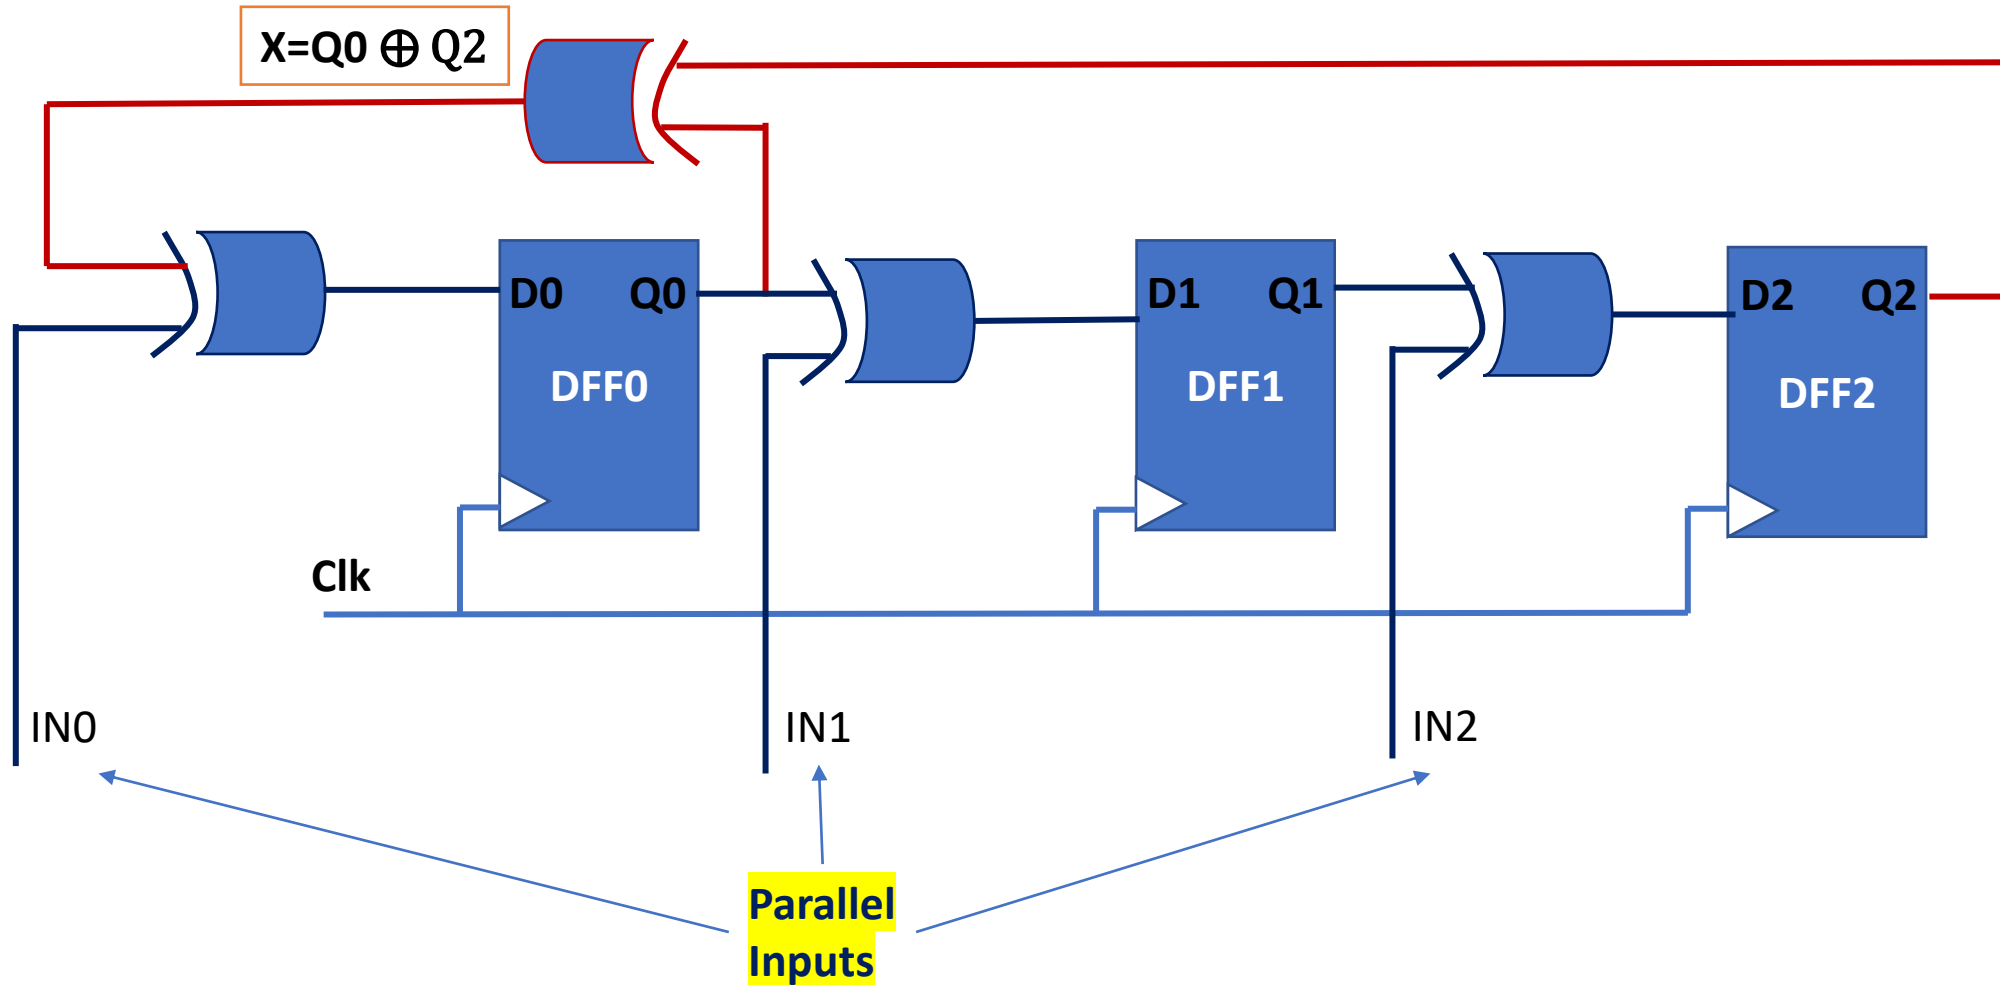 X=Q0 ⊕ Q2
D0 Q0
D1 Q1
D2 Q2
DFF0
DFF1
DFF2
Clk
IN0
IN1
IN2
Parallel
Inputs